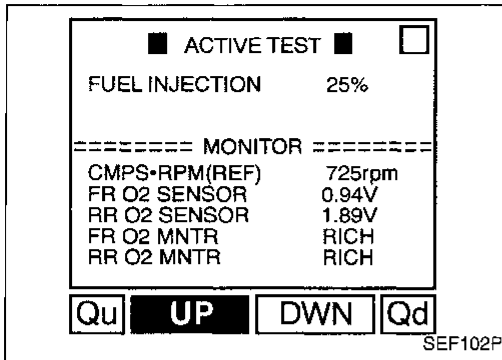 ■ ACTIVE TEST ■
FUEL INJECTION 25%
======== MONITOR ========
CMPS•RPM(REF) 725rpm
FR O2 SENSOR 0.94V
RR O2 SENSOR 1.89V
FR O2 MNTR RICH
RR O2 MNTR RICH
Qu UP DWN Qd
SEF102P